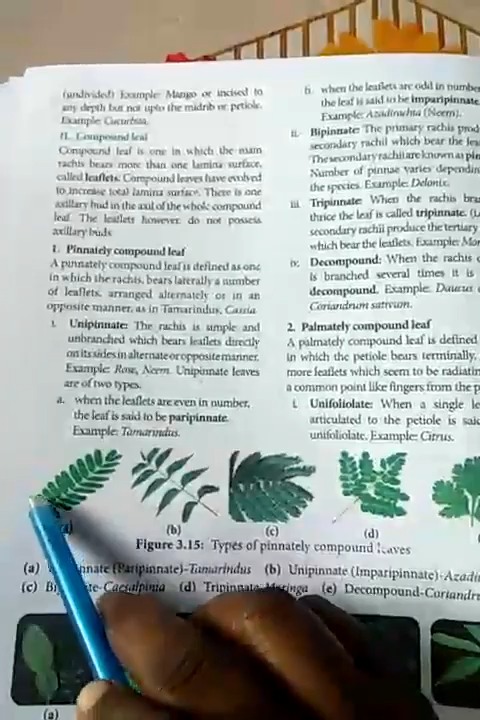 (undivided) Example: Mango or incised to
any depth but not upto the midrib or petiole.
Example: Cucurbita.
II. Compound leaf
Compound leaf is one in which the main
rachis bears more than one lamina surface,
called leaflets. Compound leaves have evolved
to increase total lamina surface. There is one
axillary bud in the axil of the whole compound
leaf. The leaflets however, do not possess
axillary buds.
1. Pinnately compound leaf
A pinnately compound leaf is defined as one
in which the rachis, bears laterally a number
of leaflets, arranged alternately or in an
opposite manner, as in Tamarindus, Cassia.
i. Unipinnate: The rachis is simple and
unbranched which bears leaflets directly
on its sides in alternate or opposite manner.
Example: Rose, Neem. Unipinnate leaves
are of two types.
a. when the leaflets are even in number,
the leaf is said to be paripinnate.
Example: Tamarindus.
b. when the leaflets are odd in number
the leaf is said to be imparipinnate.
Example: Azadirachta (Neem).
ii. Bipinnate: The primary rachis prod
secondary rachii which bear the lea
The secondary rachii are known as pin
Number of pinnae varies dependin
the species. Example: Delonix.
iii. Tripinnate: When the rachis bra
thrice the leaf is called tripinnate. (i.
secondary rachii produce the tertiary
which bear the leaflets. Example: Mor
iv. Decompound: When the rachis
is branched several times it is
decompound. Example: Daucus
Coriandrum sativum.
2. Palmately compound leaf
A palmately compound leaf is defined
in which the petiole bears terminally,
more leaflets which seem to be radiatin
a common point like fingers from the p
i. Unifoliolate: When a single le
articulated to the petiole is said
unifoliolate. Example: Citrus.
(b) (c) (d)
Figure 3.15: Types of pinnately compound leaves
(a) nnate (Paripinnate)-Tamarindus (b) Unipinnate (Imparipinnate)-Azadi
(c) Bi te-Caesalpinia (d) Tripinnate-Moringa (e) Decompound-Coriandr
(a)